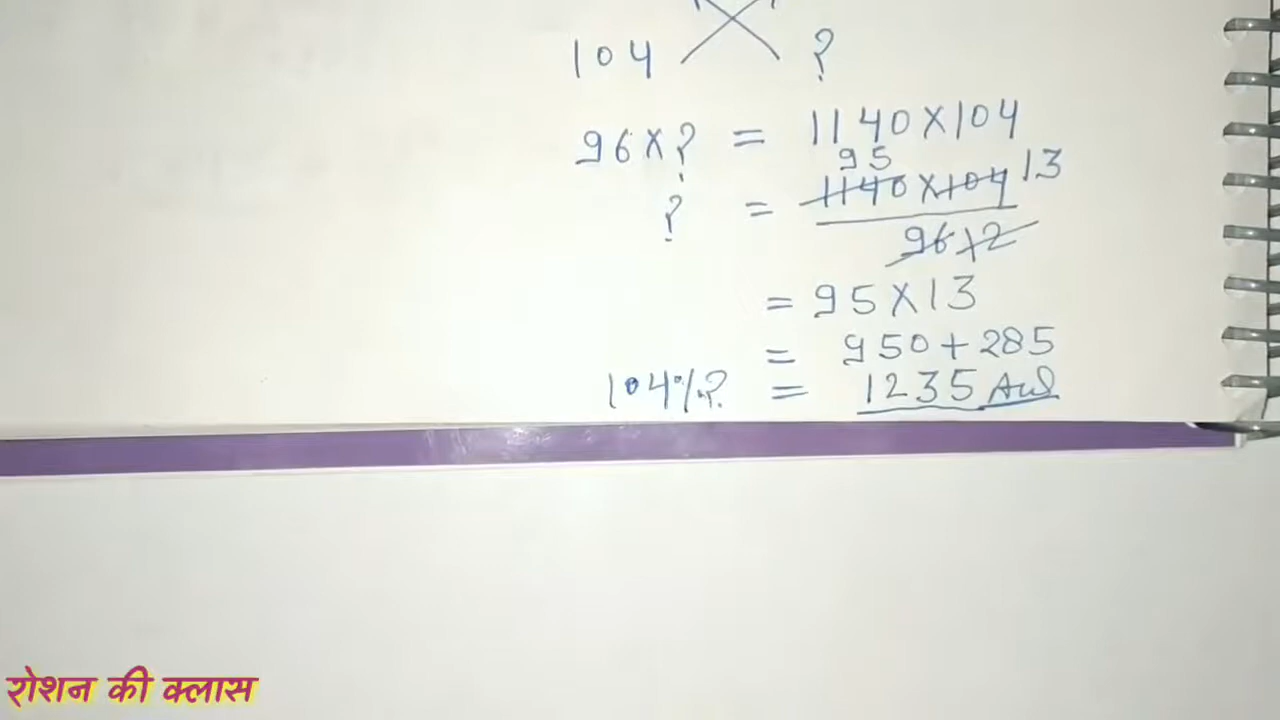 104 ?
96 x ? = 1140 x 104
95
? = 1140 x 104 13
96 x 2
= 95 x 13
= 950 + 285
104% ? = 1235 Ans
रोशन की क्लास